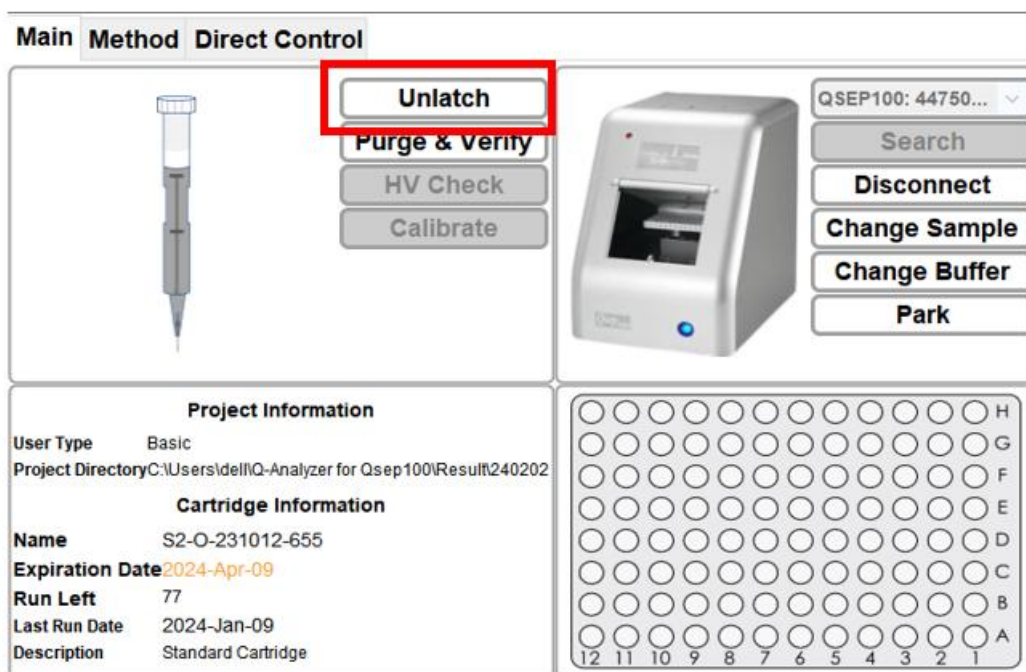 Main Method Direct Control
Unlatch
Purge & Verify
HV Check
Calibrate
QSEP100: 44750...
Search
Disconnect
Change Sample
Change Buffer
Park
Project Information
User Type Basic
Project Directory C:\Users\dell\Q-Analyzer for Qsep100\Result\240202
Cartridge Information
Name S2-O-231012-655
Expiration Date 2024-Apr-09
Run Left 77
Last Run Date 2024-Jan-09
Description Standard Cartridge
H
G
F
E
D
C
B
A
12 11 10 9 8 7 6 5 4 3 2 1